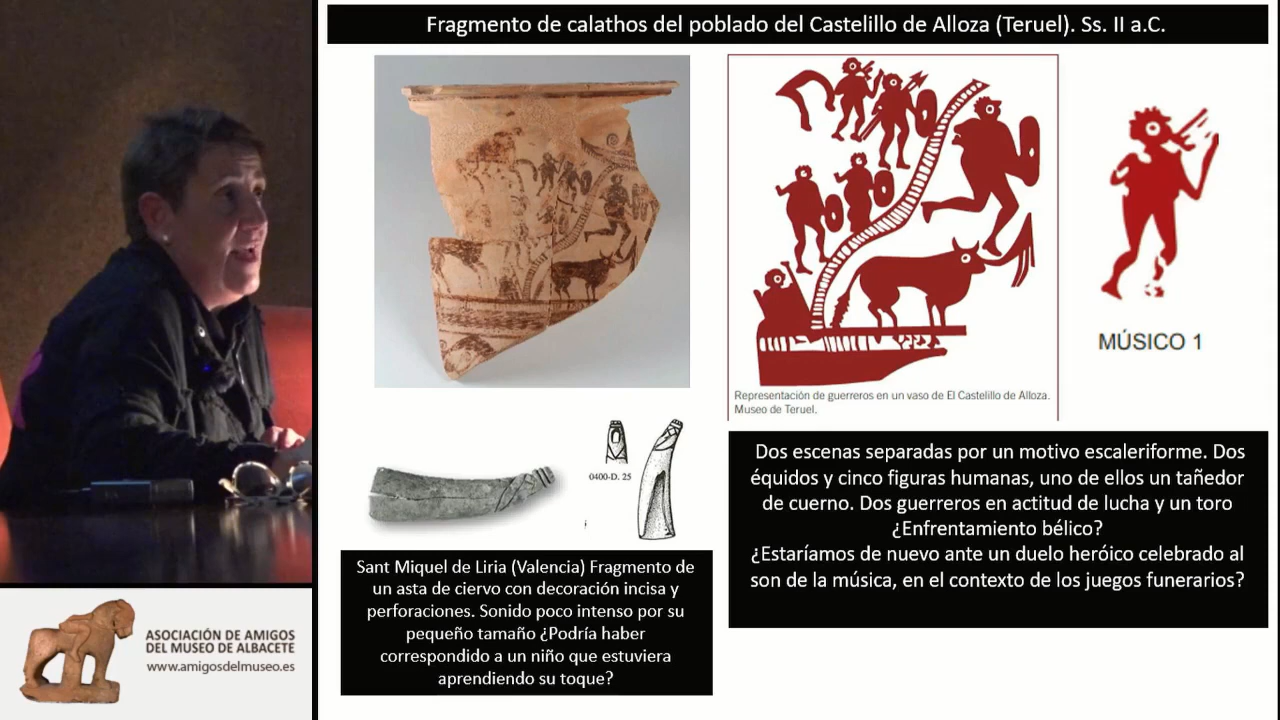 Fragmento de calathos del poblado del Castelillo de Alloza (Teruel). Ss. II a.C.
Representación de guerreros en un vaso de El Castelillo de Alloza.
Museo de Teruel.
MÚSICO 1
0400-D. 25
Sant Miquel de Liria (Valencia) Fragmento de
un asta de ciervo con decoración incisa y
perforaciones. Sonido poco intenso por su
pequeño tamaño ¿Podría haber
correspondido a un niño que estuviera
aprendiendo su toque?
Dos escenas separadas por un motivo escaleriforme. Dos
équidos y cinco figuras humanas, uno de ellos un tañedor
de cuerno. Dos guerreros en actitud de lucha y un toro
¿Enfrentamiento bélico?
¿Estaríamos de nuevo ante un duelo heróico celebrado al
son de la música, en el contexto de los juegos funerarios?
ASOCIACIÓN DE AMIGOS
DEL MUSEO DE ALBACETE
www.amigosdelmuseo.es